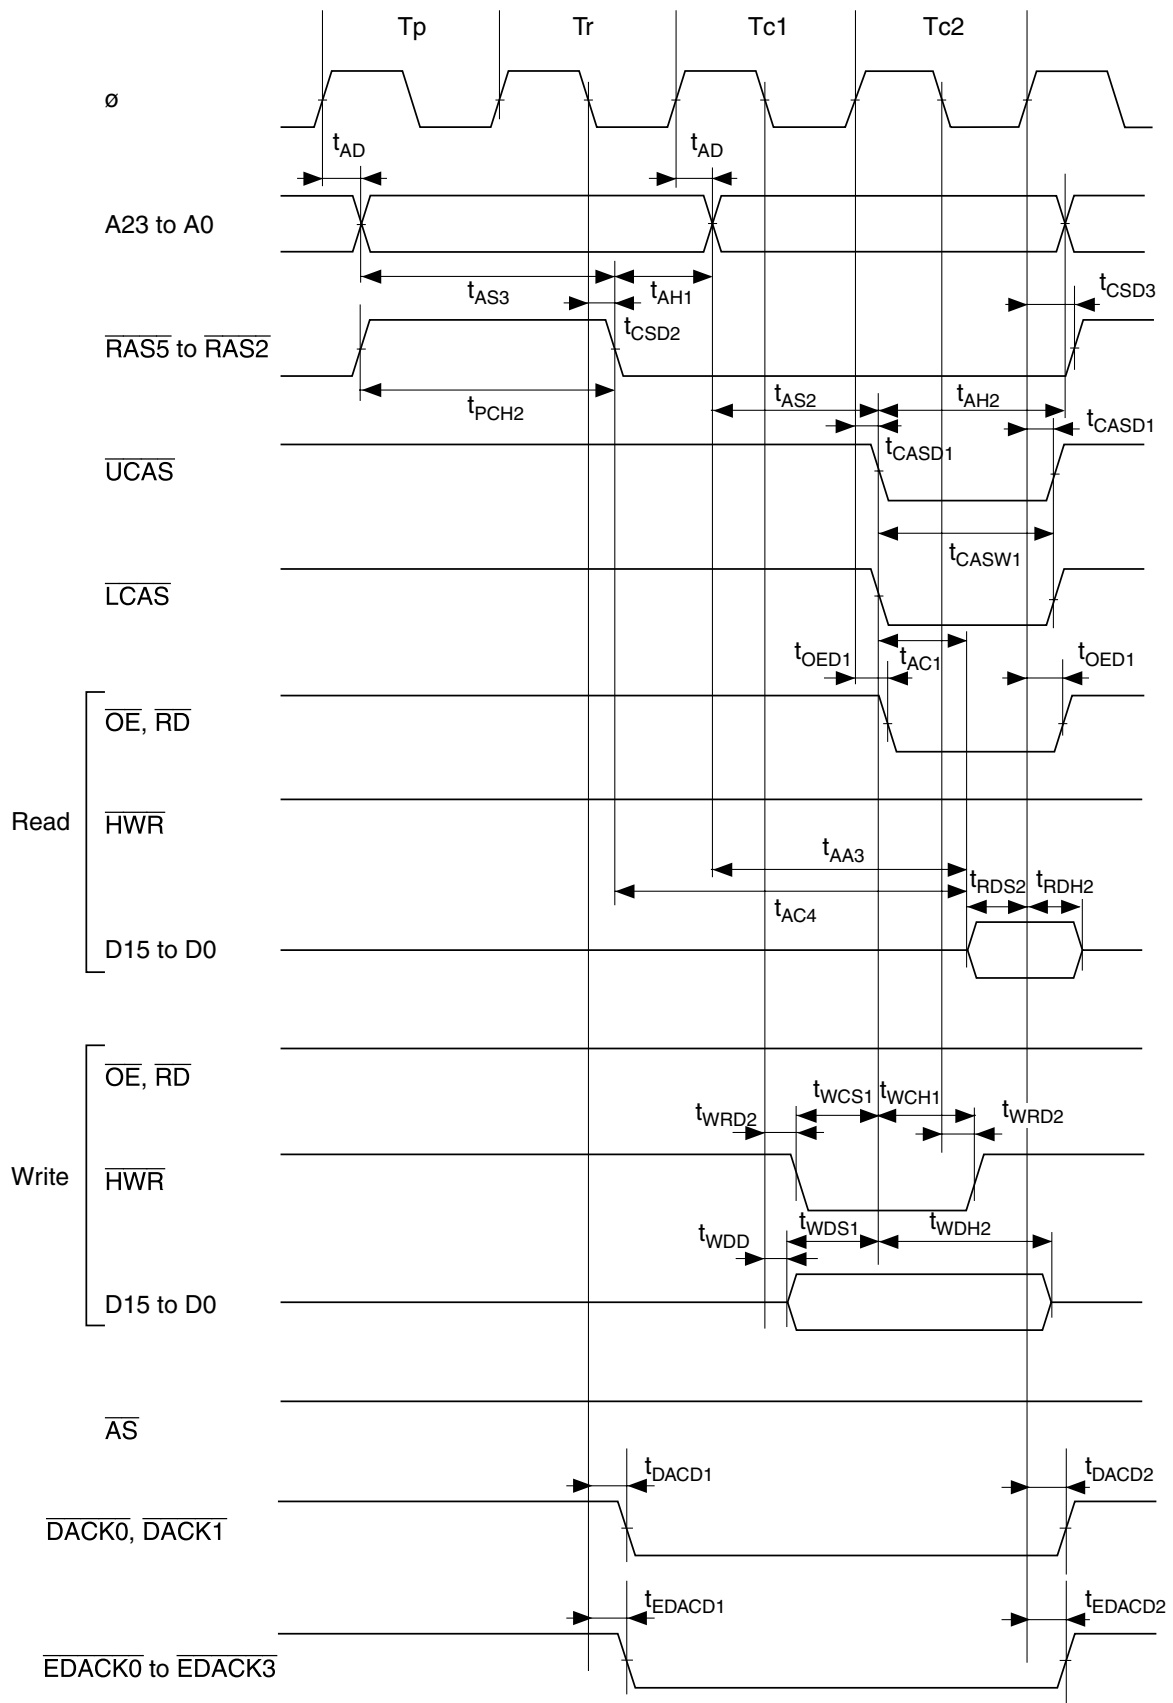 Tp Tr Tc1 Tc2
ø
tAD tAD
A23 to A0
tAS3 tAH1 tCSD3
tCSD2
RAS5 to RAS2
tPCH2 tAS2 tAH2
tCASD1 tCASD1
UCAS
tCASW1
LCAS
tOED1 tAC1 tOED1
OE, RD
Read HWR
tAA3
tRDS2 tRDH2
tAC4
D15 to D0
OE, RD
tWCS1 tWCH1
tWRD2 tWRD2
Write HWR
tWDS1 tWDH2
tWDD
D15 to D0
AS
tDACD1 tDACD2
DACK0, DACK1
tEDACD1 tEDACD2
EDACK0 to EDACK3